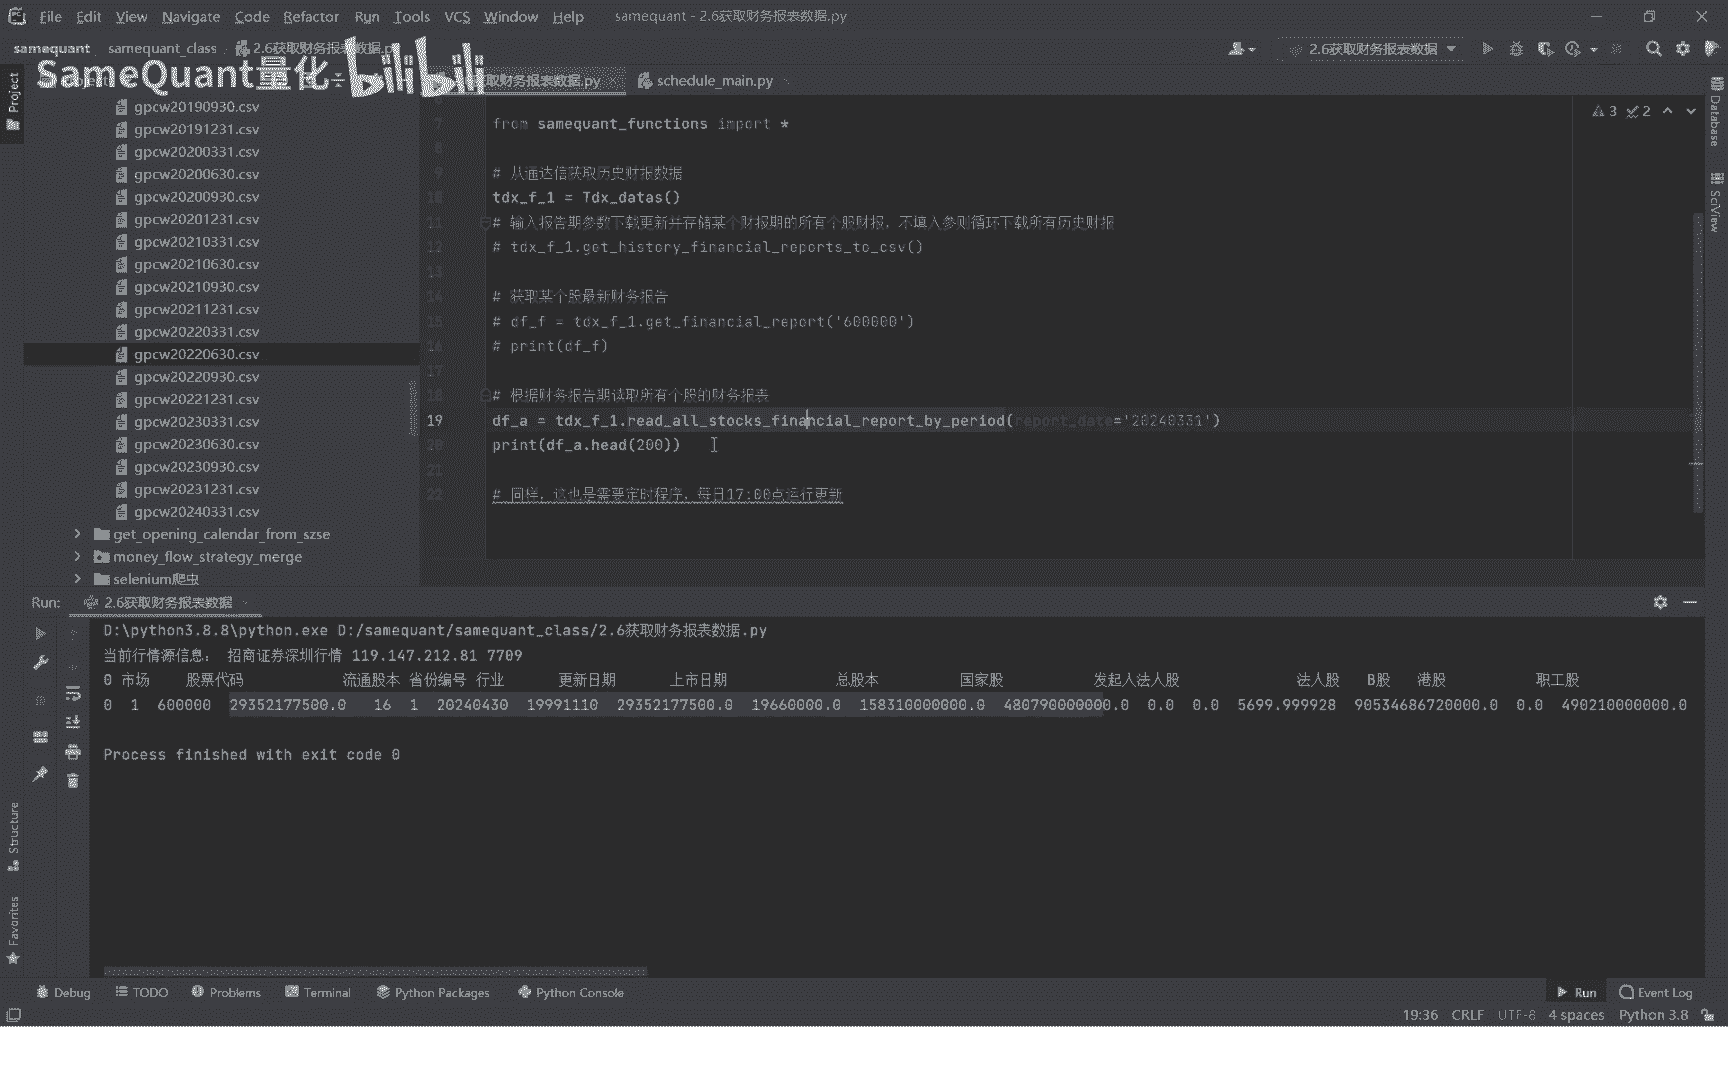 File Edit View Navigate Code Refactor Run Tools VCS Window Help samequant - 2.6获取财务报表数据.py
samequant samequant_class 2.6获取财务报表数据.py 2.6获取财务报表数据
SameQuant量化 bilibili
取财务报表数据.py schedule_main.py
Project
gpcw20190930.csv
gpcw20191231.csv
gpcw20200331.csv
gpcw20200630.csv
gpcw20200930.csv
gpcw20201231.csv
gpcw20210331.csv
gpcw20210630.csv
gpcw20210930.csv
gpcw20211231.csv
gpcw20220331.csv
gpcw20220630.csv
gpcw20220930.csv
gpcw20221231.csv
gpcw20230331.csv
gpcw20230630.csv
gpcw20230930.csv
gpcw20231231.csv
gpcw20240331.csv
get_opening_calendar_from_szse
money_flow_strategy_merge
selenium爬虫
3 2
7 from samequant_functions import *
8
9 # 从通达信获取历史财报数据
10 tdx_f_1 = Tdx_datas()
11 # 输入报告期参数下载更新并存储某个财报期的所有个股财报，不填入参则循环下载所有历史财报
12 # tdx_f_1.get_history_financial_reports_to_csv()
13
14 # 获取某个股最新财务报告
15 # df_f = tdx_f_1.get_financial_report('600000')
16 # print(df_f)
17
18 # 根据财务报告期读取所有个股的财务报表
19 df_a = tdx_f_1.read_all_stocks_financial_report_by_period(report_date='20240331')
20 print(df_a.head(200))
21
22 # 同样，这也是需要定时程序，每日17:00点运行更新
Database
SciView
Run: 2.6获取财务报表数据
D:\python3.8.8\python.exe D:/samequant/samequant_class/2.6获取财务报表数据.py
当前行情源信息： 招商证券深圳行情 119.147.212.81 7709
0 市场 股票代码 流通股本 省份编号 行业 更新日期 上市日期 总股本 国家股 发起人法人股 法人股 B股 港股 职工股
0 1 600000 29352177500.0 16 1 20240430 19991110 29352177500.0 19660000.0 158310000000.0 480790000000.0 0.0 0.0 5699.999928 90534686720000.0 0.0 490210000000.0
Process finished with exit code 0
Structure
Favorites
Debug TODO Problems Terminal Python Packages Python Console Run Event Log
19:36 CRLF UTF-8 4 spaces Python 3.8